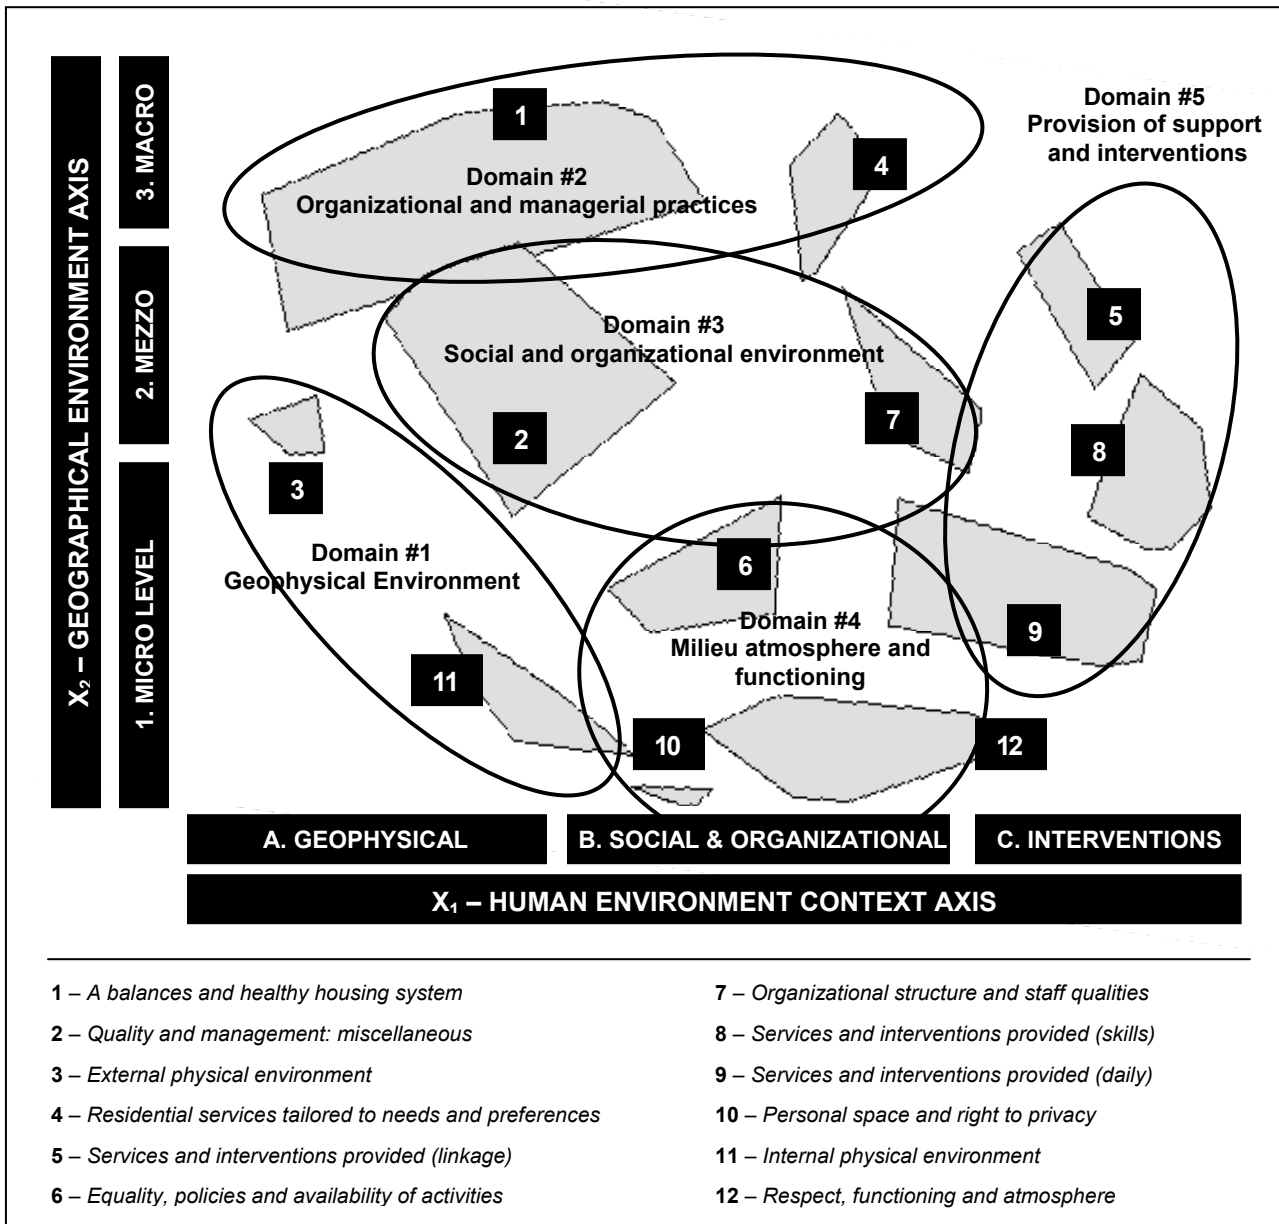 X₂ – GEOGRAPHICAL ENVIRONMENT AXIS
3. MACRO
2. MEZZO
1. MICRO LEVEL
1
Domain #2
Organizational and managerial practices
4
Domain #5
Provision of support
and interventions
Domain #3
Social and organizational environment
5
2
7
8
3
Domain #1
Geophysical Environment
6
Domain #4
Milieu atmosphere and
functioning
9
11
10
12
A. GEOPHYSICAL
B. SOCIAL & ORGANIZATIONAL
C. INTERVENTIONS
X₁ – HUMAN ENVIRONMENT CONTEXT AXIS
1 – A balances and healthy housing system
2 – Quality and management: miscellaneous
3 – External physical environment
4 – Residential services tailored to needs and preferences
5 – Services and interventions provided (linkage)
6 – Equality, policies and availability of activities
7 – Organizational structure and staff qualities
8 – Services and interventions provided (skills)
9 – Services and interventions provided (daily)
10 – Personal space and right to privacy
11 – Internal physical environment
12 – Respect, functioning and atmosphere